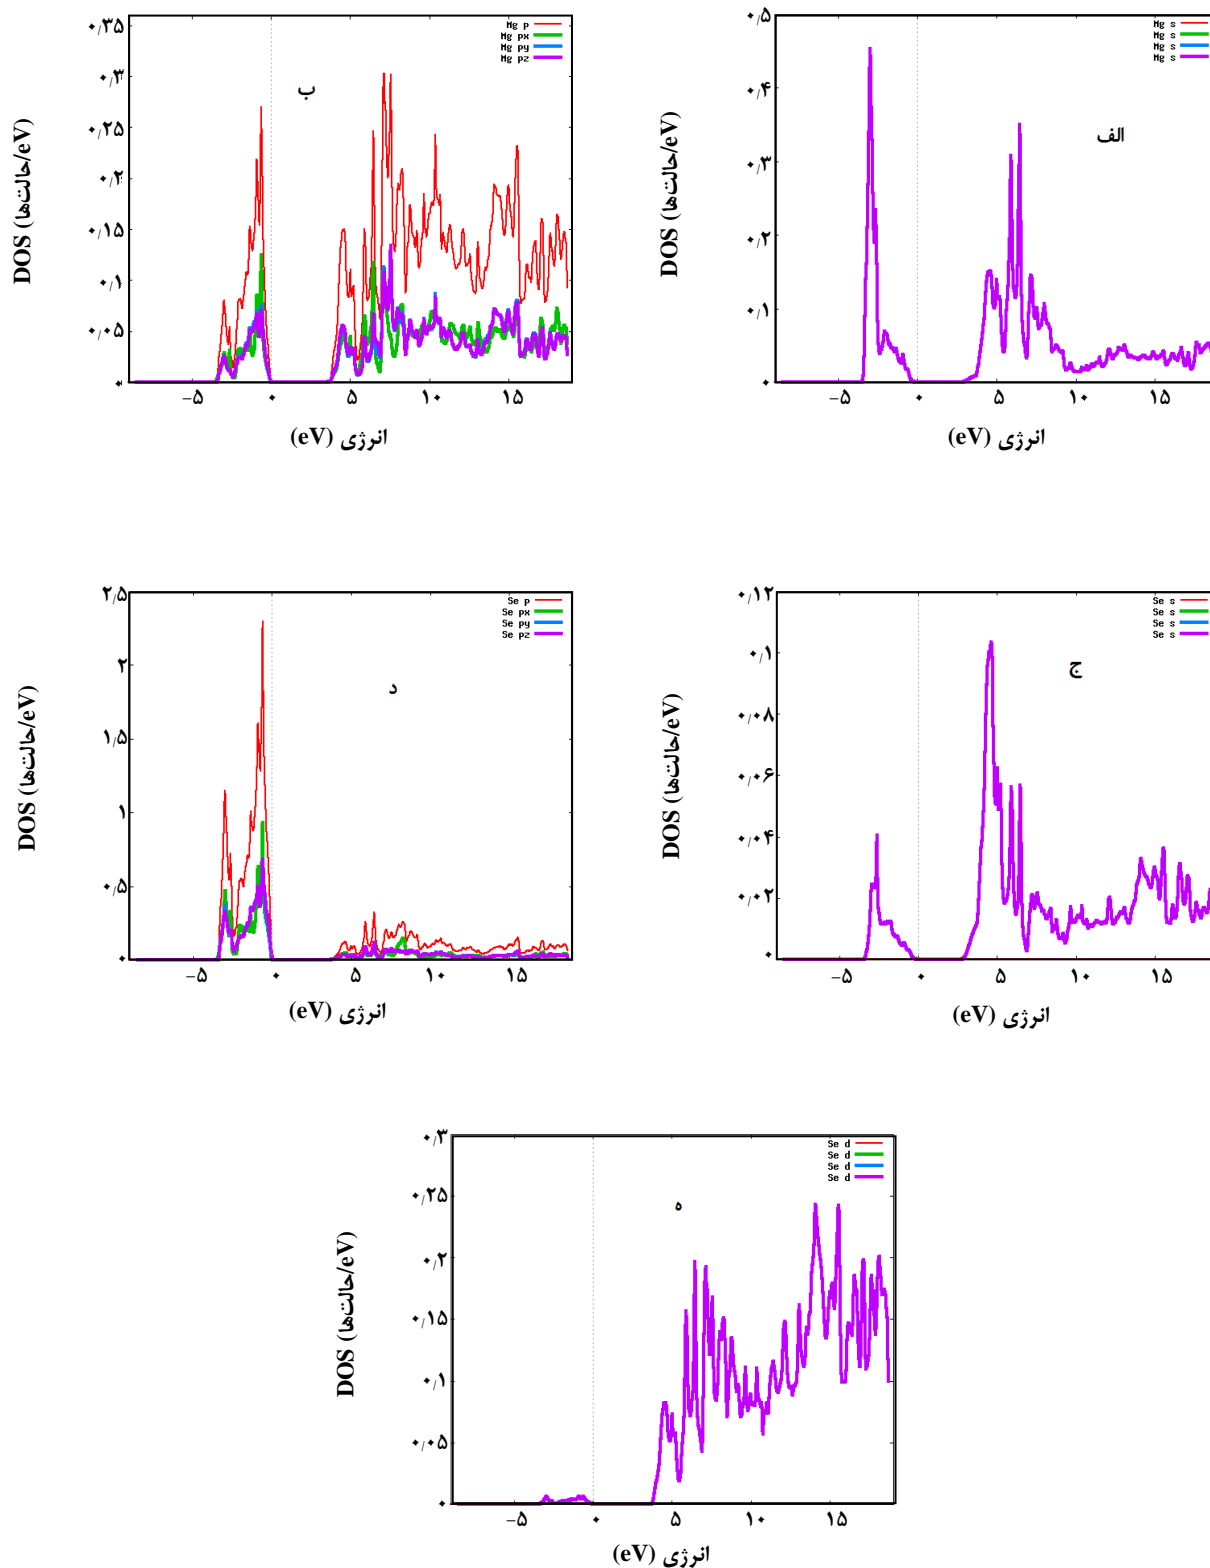 ۰/۵
Mg s
Mg s
Mg s
Mg s
۰/۴
الف
۰/۳
۰/۲
۰/۱
۰
−۵ ۰ ۵ ۱۰ ۱۵
DOS (حالت‌ها/eV)
انرژی (eV)
۰/۳۵
Mg p
Mg px
Mg py
Mg pz
۰/۳
ب
۰/۲۵
۰/۲
۰/۱۵
۰/۱
۰/۰۵
۰
−۵ ۰ ۵ ۱۰ ۱۵
DOS (حالت‌ها/eV)
انرژی (eV)
۰/۱۲
Se s
Se s
Se s
Se s
۰/۱
ج
۰/۰۸
۰/۰۶
۰/۰۴
۰/۰۲
۰
−۵ ۰ ۵ ۱۰ ۱۵
DOS (حالت‌ها/eV)
انرژی (eV)
۲/۵
Se p
Se px
Se py
Se pz
۲
د
۱/۵
۱
۰/۵
۰
−۵ ۰ ۵ ۱۰ ۱۵
DOS (حالت‌ها/eV)
انرژی (eV)
۰/۳
Se d
Se d
Se d
Se d
۰/۲۵
ه
۰/۲
۰/۱۵
۰/۱
۰/۰۵
۰
−۵ ۰ ۵ ۱۰ ۱۵
DOS (حالت‌ها/eV)
انرژی (eV)